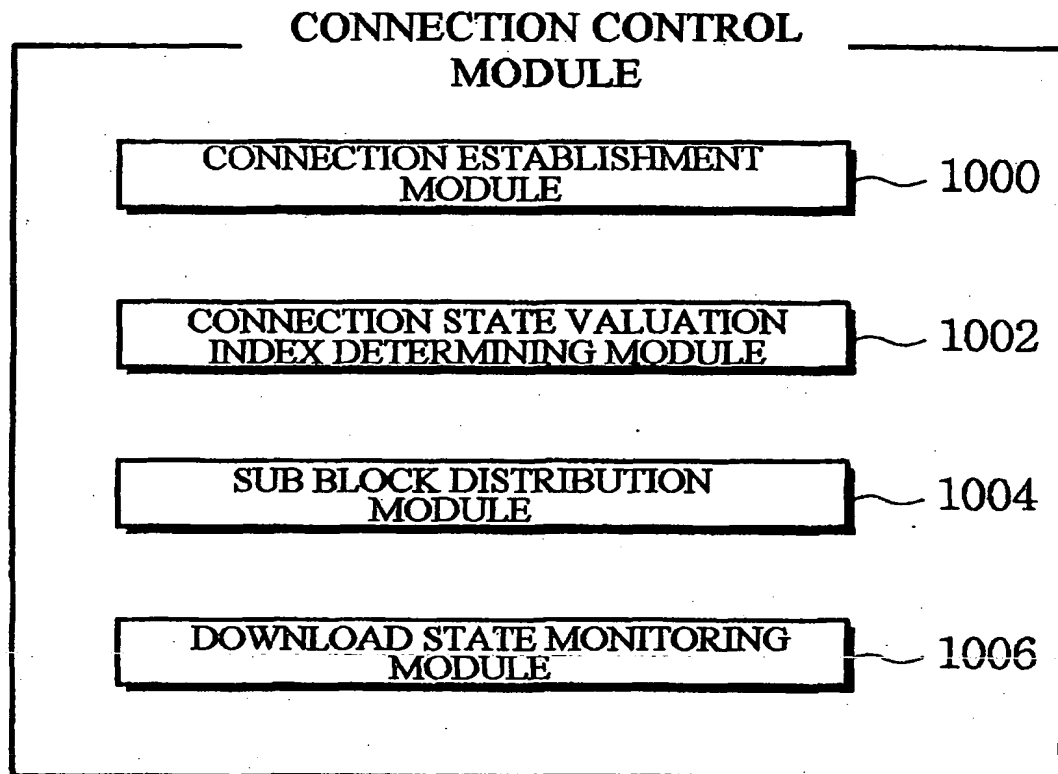 CONNECTION CONTROL
MODULE
CONNECTION ESTABLISHMENT
MODULE
1000
CONNECTION STATE VALUATION
INDEX DETERMINING MODULE
1002
SUB BLOCK DISTRIBUTION
MODULE
1004
DOWNLOAD STATE MONITORING
MODULE
1006